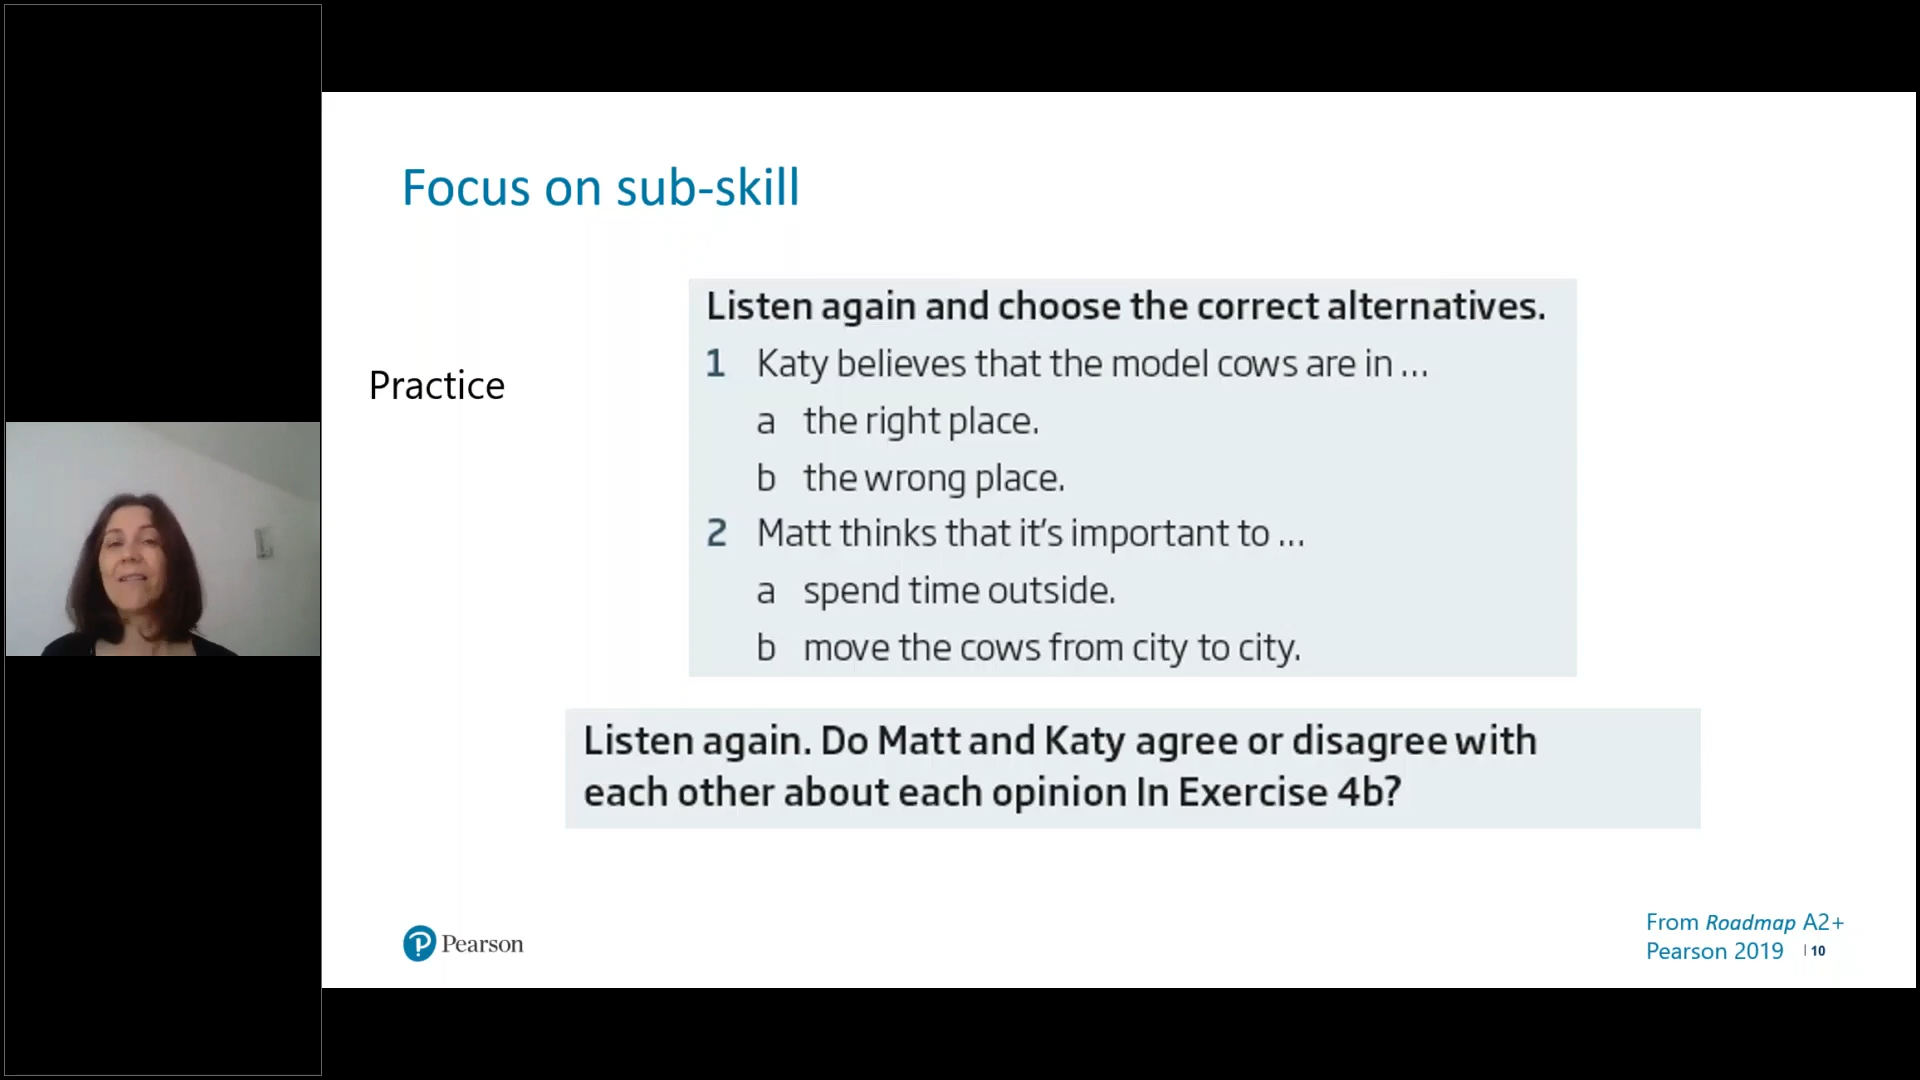 Focus on sub-skill
Practice
Listen again and choose the correct alternatives.
1 Katy believes that the model cows are in ...
a the right place.
b the wrong place.
2 Matt thinks that it's important to ...
a spend time outside.
b move the cows from city to city.
Listen again. Do Matt and Katy agree or disagree with
each other about each opinion In Exercise 4b?
P Pearson
From Roadmap A2+
Pearson 2019 | 10